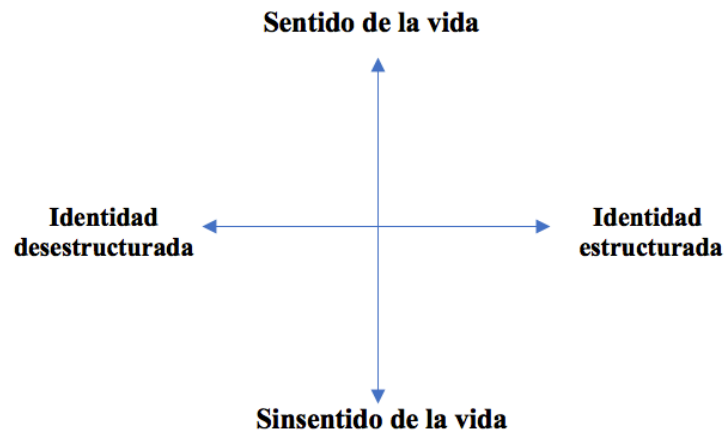 Sentido de la vida
Identidad
desestructurada
Identidad
estructurada
Sinsentido de la vida